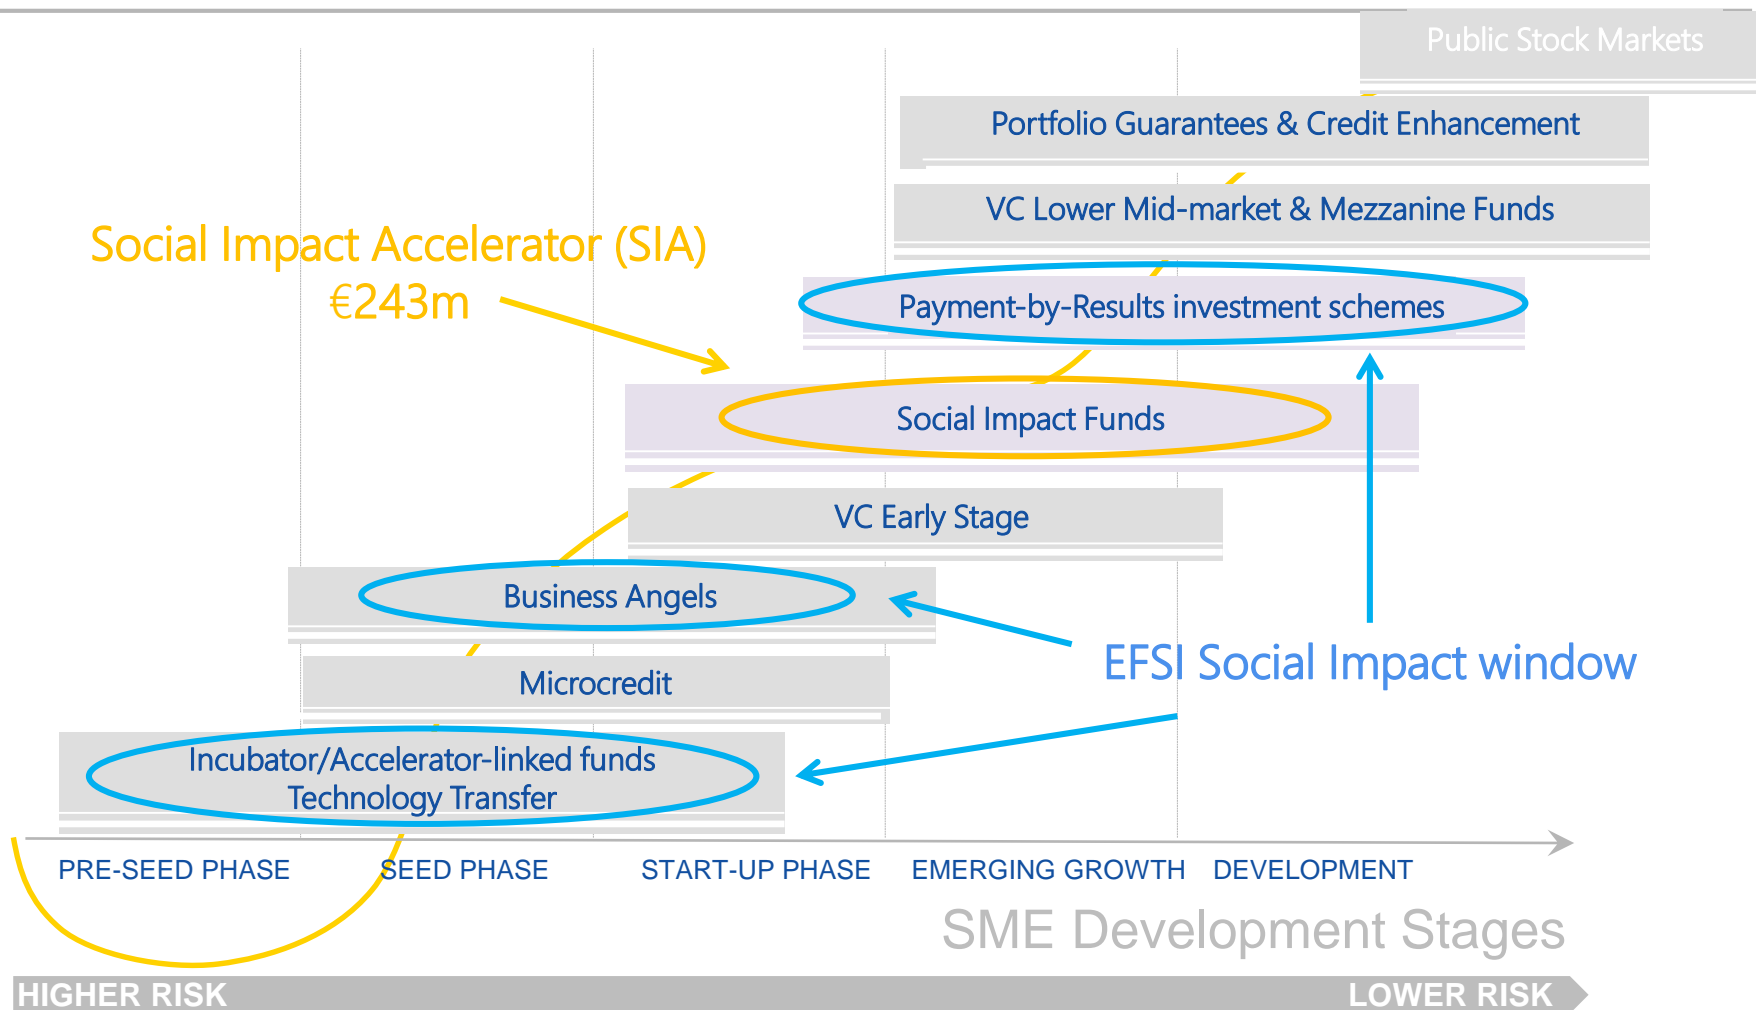 Public Stock Markets
Portfolio Guarantees & Credit Enhancement
VC Lower Mid-market & Mezzanine Funds
Social Impact Accelerator (SIA)
€243m
Payment-by-Results investment schemes
Social Impact Funds
VC Early Stage
Business Angels
EFSI Social Impact window
Microcredit
Incubator/Accelerator-linked funds
Technology Transfer
PRE-SEED PHASE SEED PHASE START-UP PHASE EMERGING GROWTH DEVELOPMENT
SME Development Stages
HIGHER RISK LOWER RISK